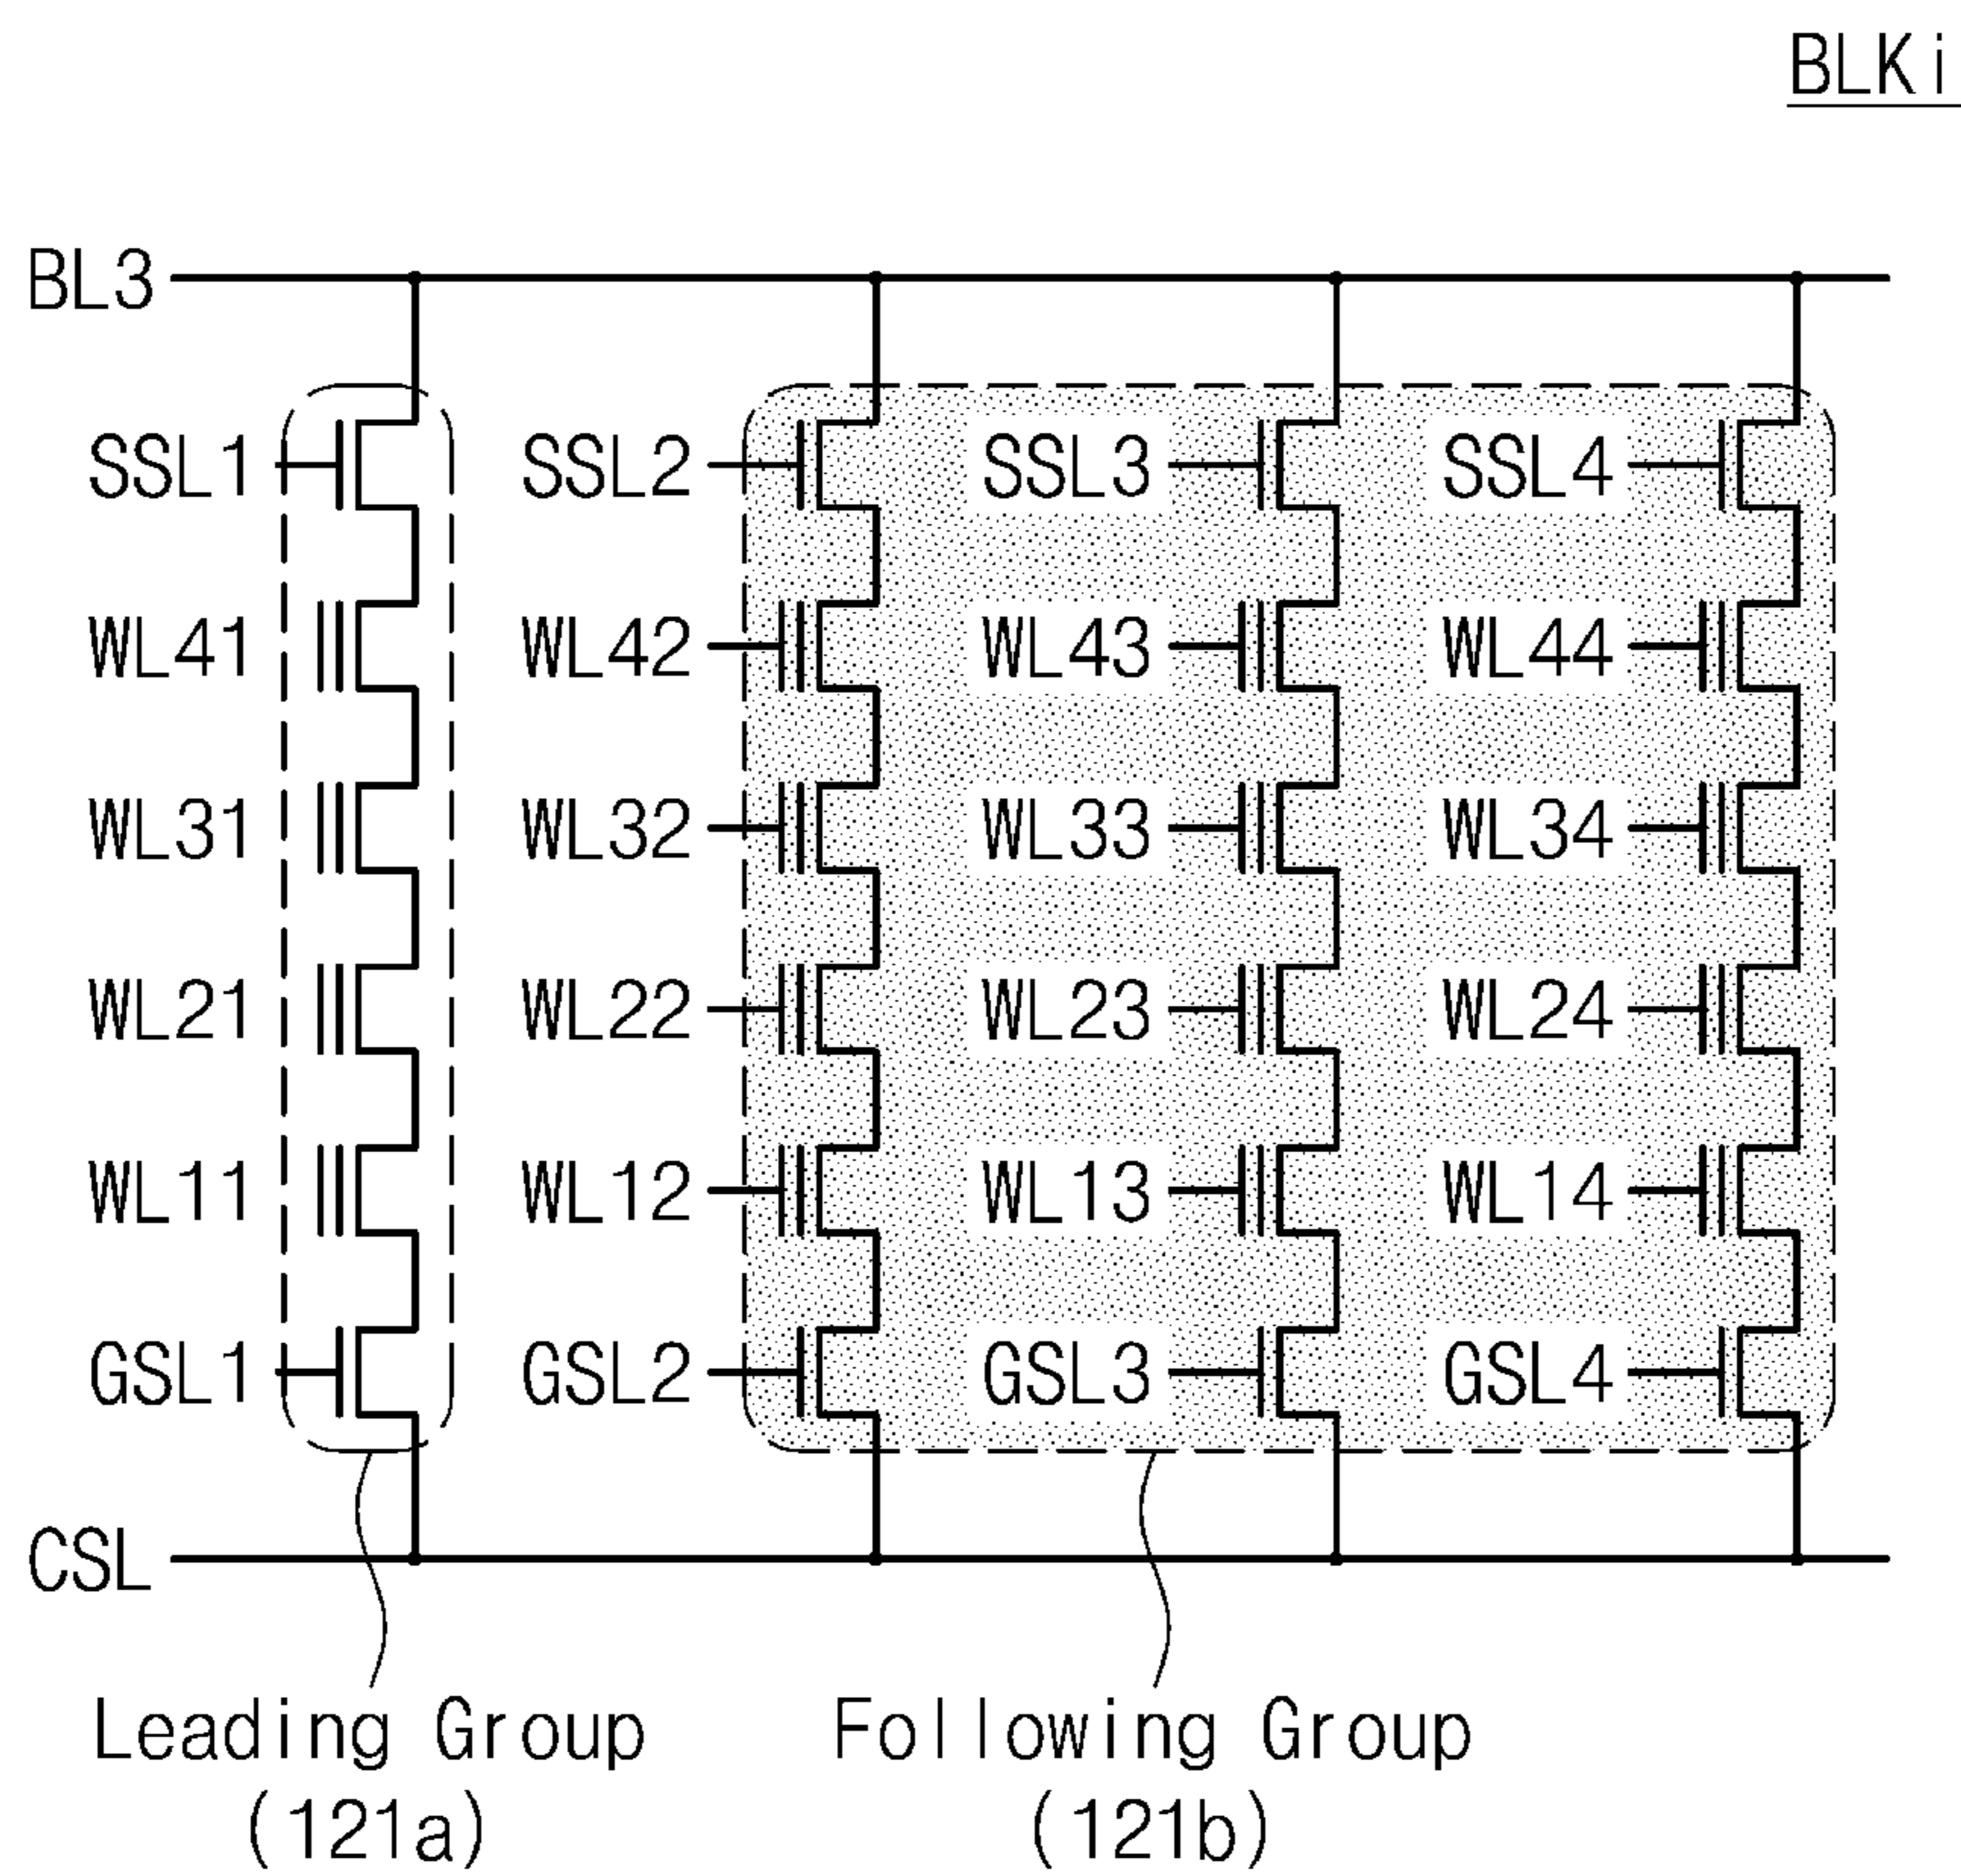 BLKi
BL3
SSL1 SSL2 SSL3 SSL4
WL41 WL42 WL43 WL44
WL31 WL32 WL33 WL34
WL21 WL22 WL23 WL24
WL11 WL12 WL13 WL14
GSL1 GSL2 GSL3 GSL4
CSL
Leading Group Following Group
(121a) (121b)